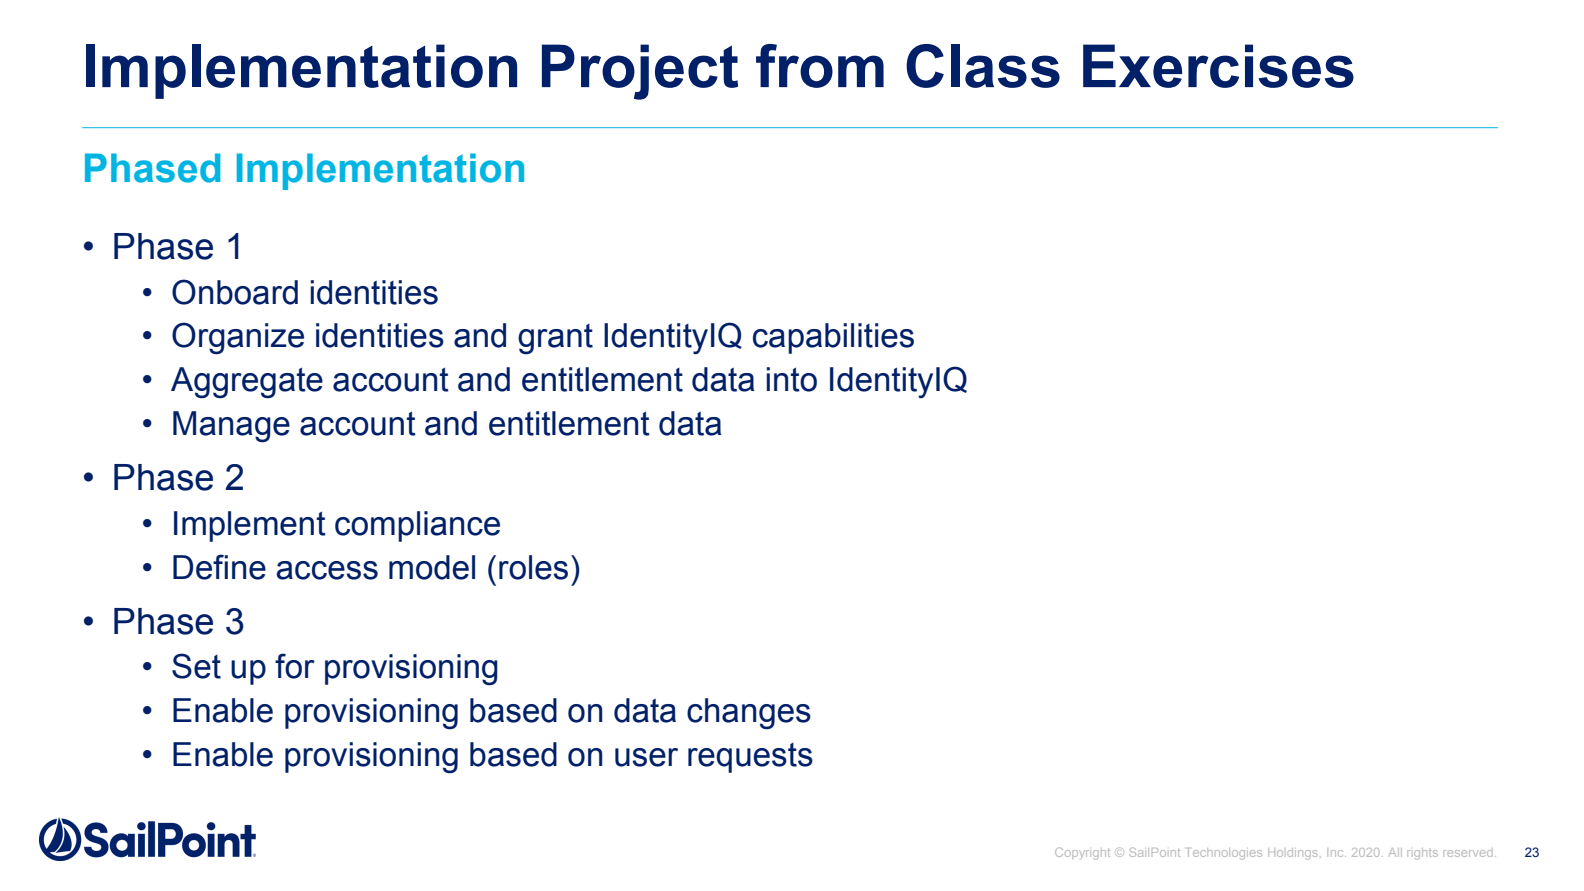 Implementation Project from Class Exercises
Phased Implementation
• Phase 1
• Onboard identities
• Organize identities and grant IdentityIQ capabilities
• Aggregate account and entitlement data into IdentityIQ
• Manage account and entitlement data
• Phase 2
• Implement compliance
• Define access model (roles)
• Phase 3
• Set up for provisioning
• Enable provisioning based on data changes
• Enable provisioning based on user requests
SailPoint
Copyright © SailPoint Technologies Holdings, Inc. 2020. All rights reserved. 23